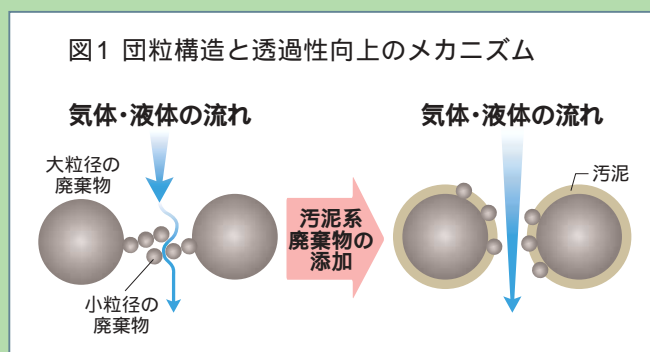 図1 団粒構造と透過性向上のメカニズム
気体・液体の流れ
大粒径の
廃棄物
小粒径の
廃棄物
汚泥系
廃棄物の
添加
気体・液体の流れ
汚泥